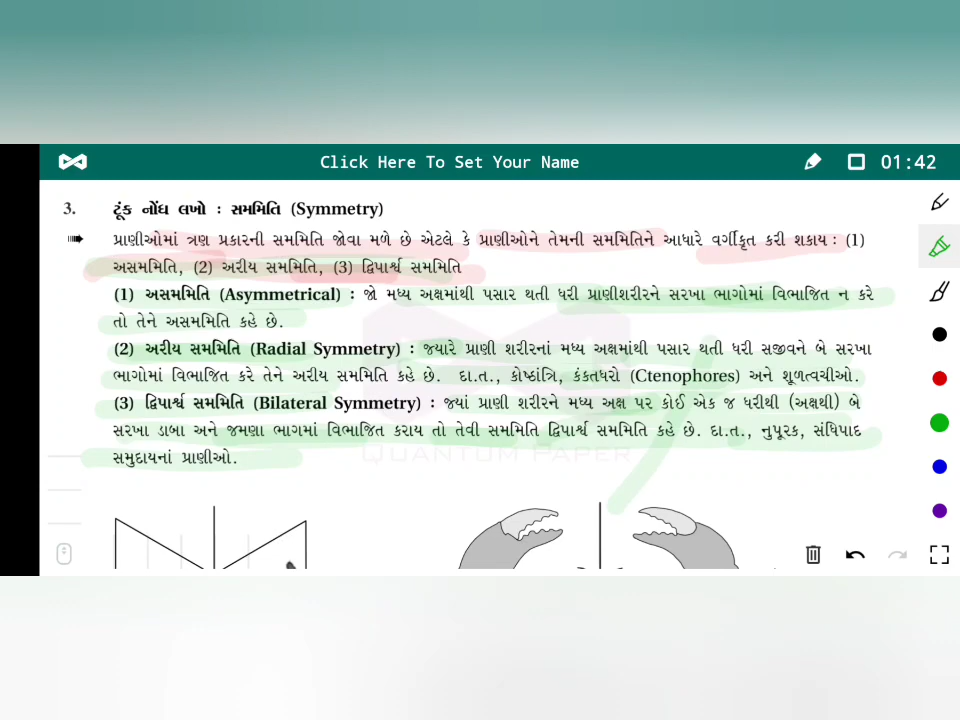 Click Here To Set Your Name
01:42
3. ટૂંક નોંધ લખો : સમમિતિ (Symmetry)
પ્રાણીઓમાં ત્રણ પ્રકારની સમમિતિ જોવા મળે છે એટલે કે પ્રાણીઓને તેમની સમમિતિને આધારે વર્ગીકૃત કરી શકાય : (1)
અસમમિતિ, (2) અરીય સમમિતિ, (3) દ્વિપાર્શ્વ સમમિતિ
(1) અસમમિતિ (Asymmetrical) : જો મધ્ય અક્ષમાંથી પસાર થતી ધરી પ્રાણીશરીરને સરખા ભાગોમાં વિભાજિત ન કરે
તો તેને અસમમિતિ કહે છે.
(2) અરીય સમમિતિ (Radial Symmetry) : જ્યારે પ્રાણી શરીરનાં મધ્ય અક્ષમાંથી પસાર થતી ધરી સજીવને બે સરખા
ભાગોમાં વિભાજિત કરે તેને અરીય સમમિતિ કહે છે. દા.ત., કોષ્ઠાંત્રિ, કંકતધરો (Ctenophores) અને શૂળત્વચીઓ.
(3) દ્વિપાર્શ્વ સમમિતિ (Bilateral Symmetry) : જ્યાં પ્રાણી શરીરને મધ્ય અક્ષ પર કોઈ એક જ ધરીથી (અક્ષથી) બે
સરખા ડાબા અને જમણા ભાગમાં વિભાજિત કરાય તો તેવી સમમિતિ દ્વિપાર્શ્વ સમમિતિ કહે છે. દા.ત., નુપૂરક, સંધિપાદ
સમુદાયનાં પ્રાણીઓ.
QUANTUM PAPER